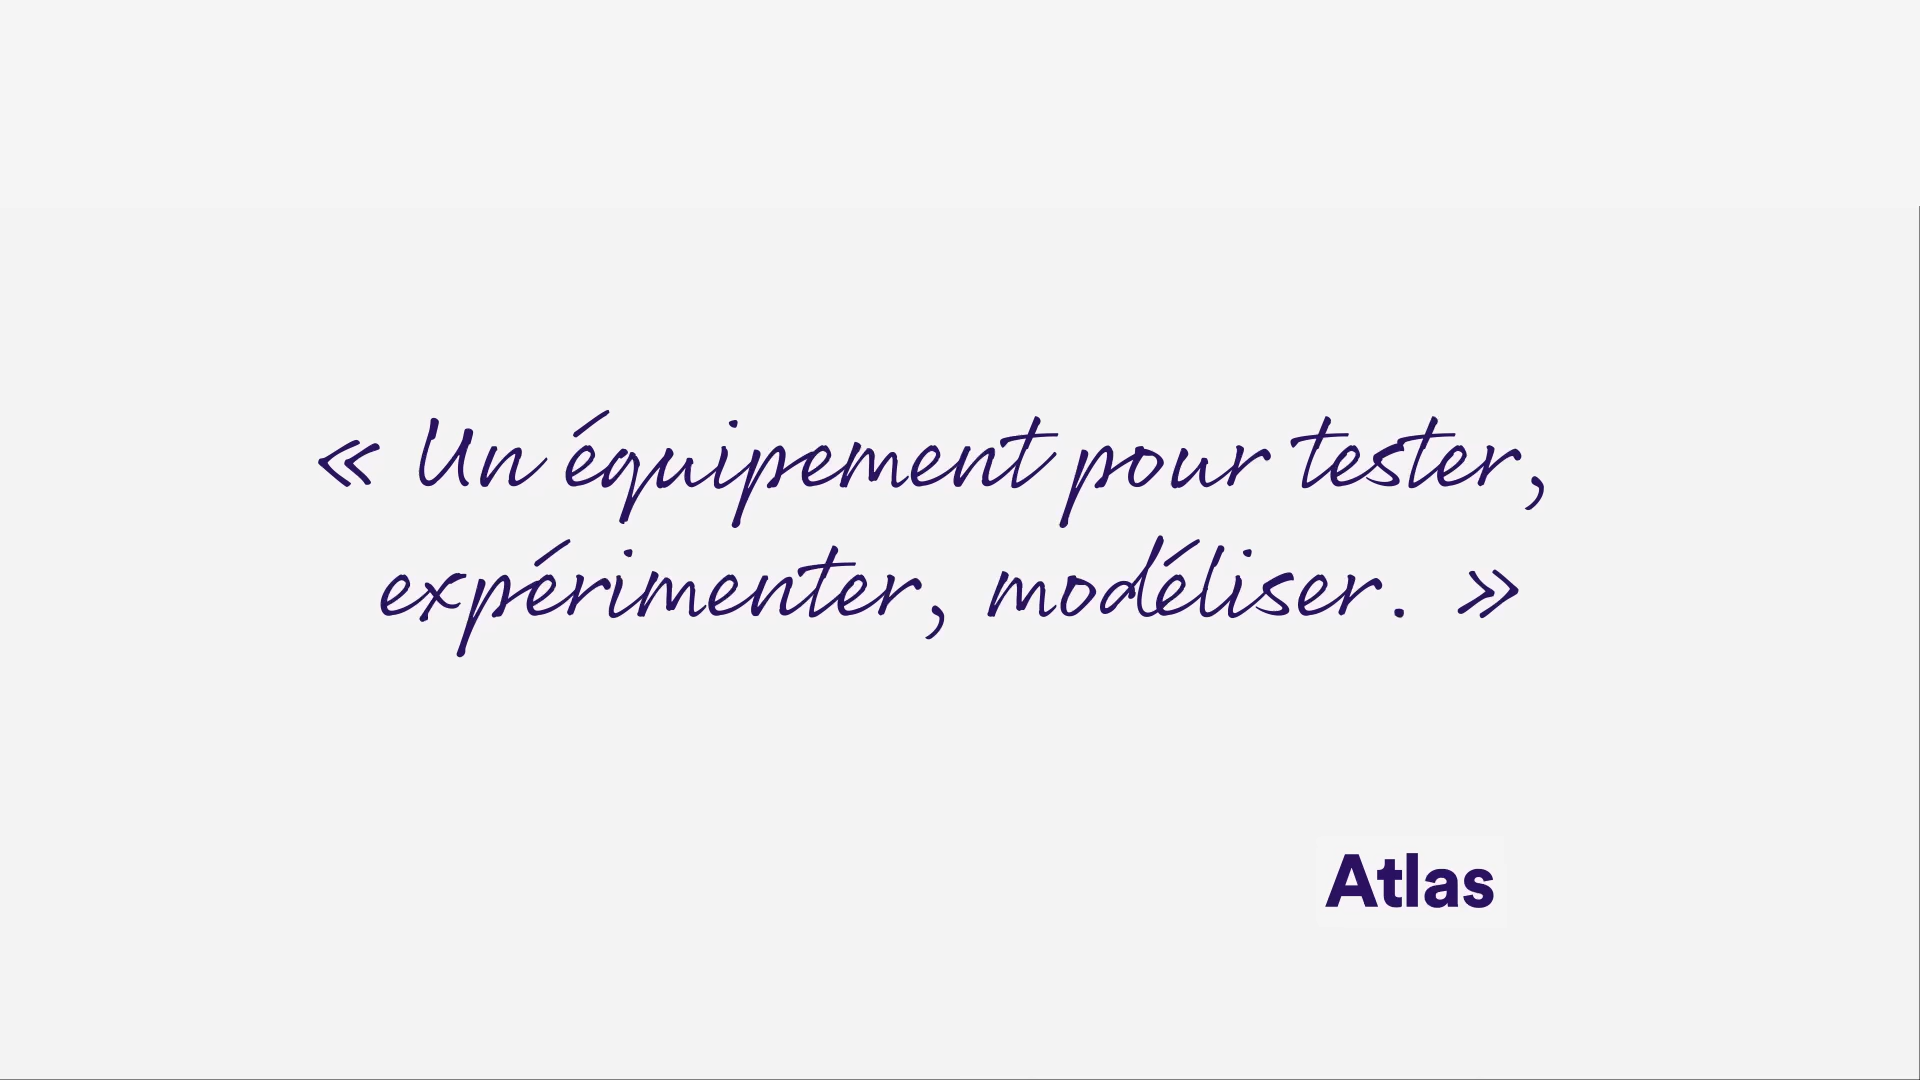 « Un équipement pour tester,
expérimenter, modéliser. »
Atlas